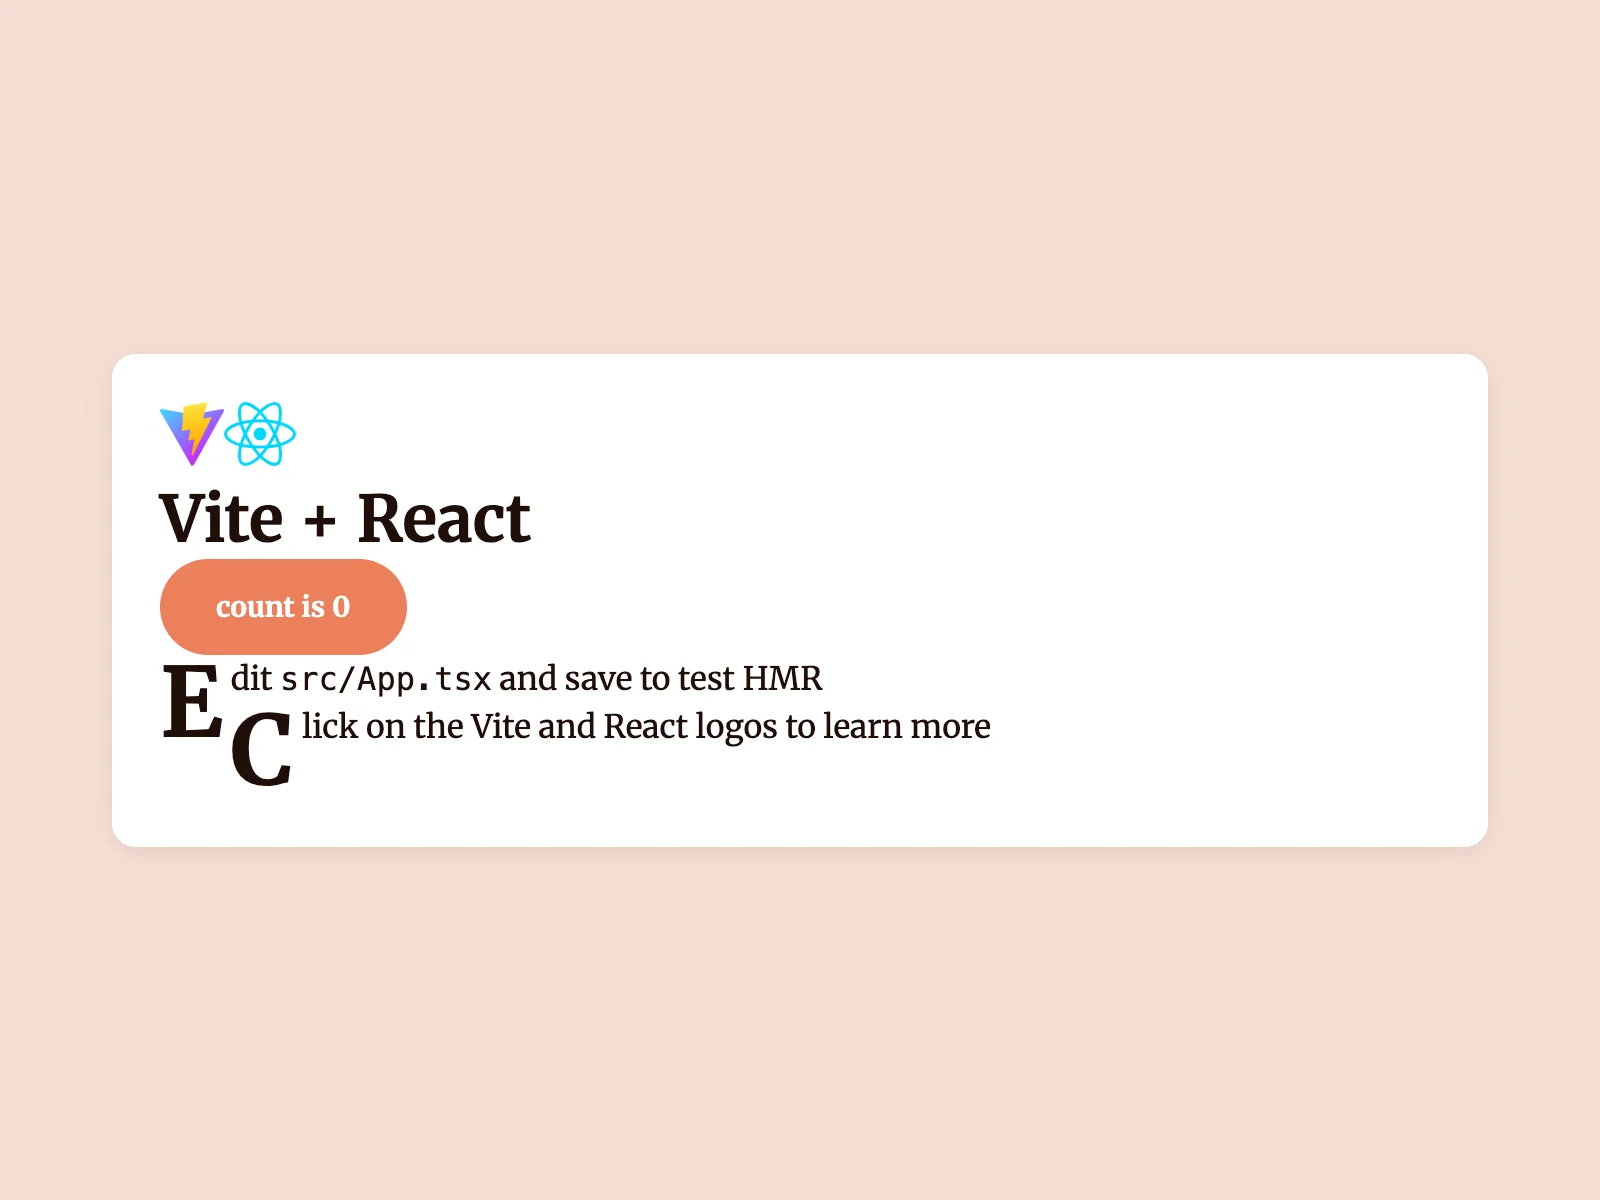 Vite + React
count is 0
Edit src/App.tsx and save to test HMR
Click on the Vite and React logos to learn more